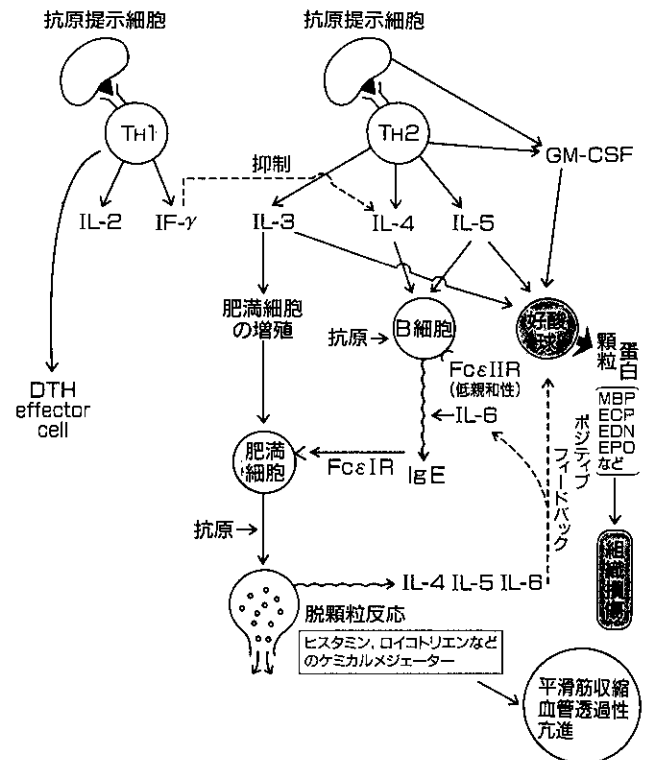 抗原提示細胞
抗原提示細胞
TH1
TH2
GM-CSF
抑制
IL-2
IF-γ
IL-3
IL-4
IL-5
肥満細胞
の増殖
抗原
B細胞
好酸
球
顆粒
蛋白
FcεIIR
(低親和性)
MBP
ECP
EDN
EPO
など
DTH
effector
cell
IL-6
ポジティブ
フィードバック
肥満
細胞
FcεIR
IgE
抗原
組織損傷
IL-4 IL-5 IL-6
脱顆粒反応
ヒスタミン、ロイコトリエンなど
のケミカルメジェーター
平滑筋収縮
血管透過性
亢進